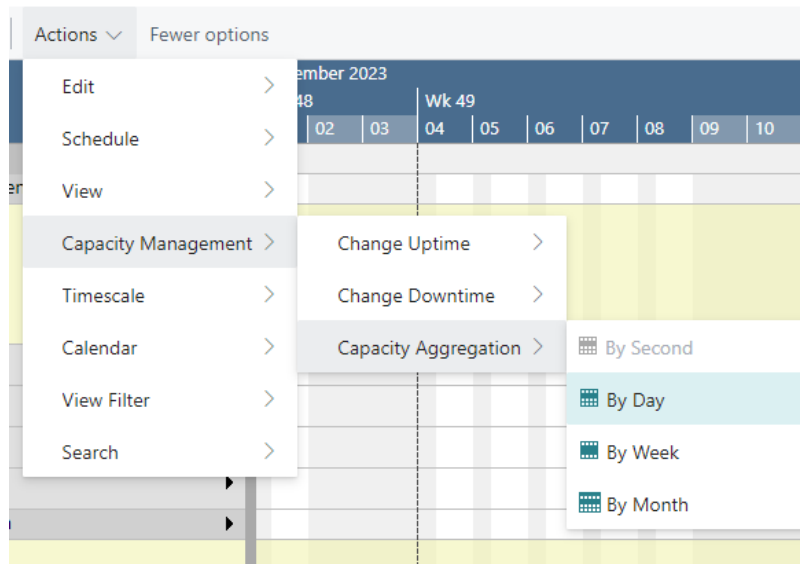 Actions Fewer options
ember 2023
48 Wk 49
02 03 04 05 06 07 08 09 10
Edit
Schedule
View
Capacity Management
Timescale
Calendar
View Filter
Search
Change Uptime
Change Downtime
Capacity Aggregation
By Second
By Day
By Week
By Month